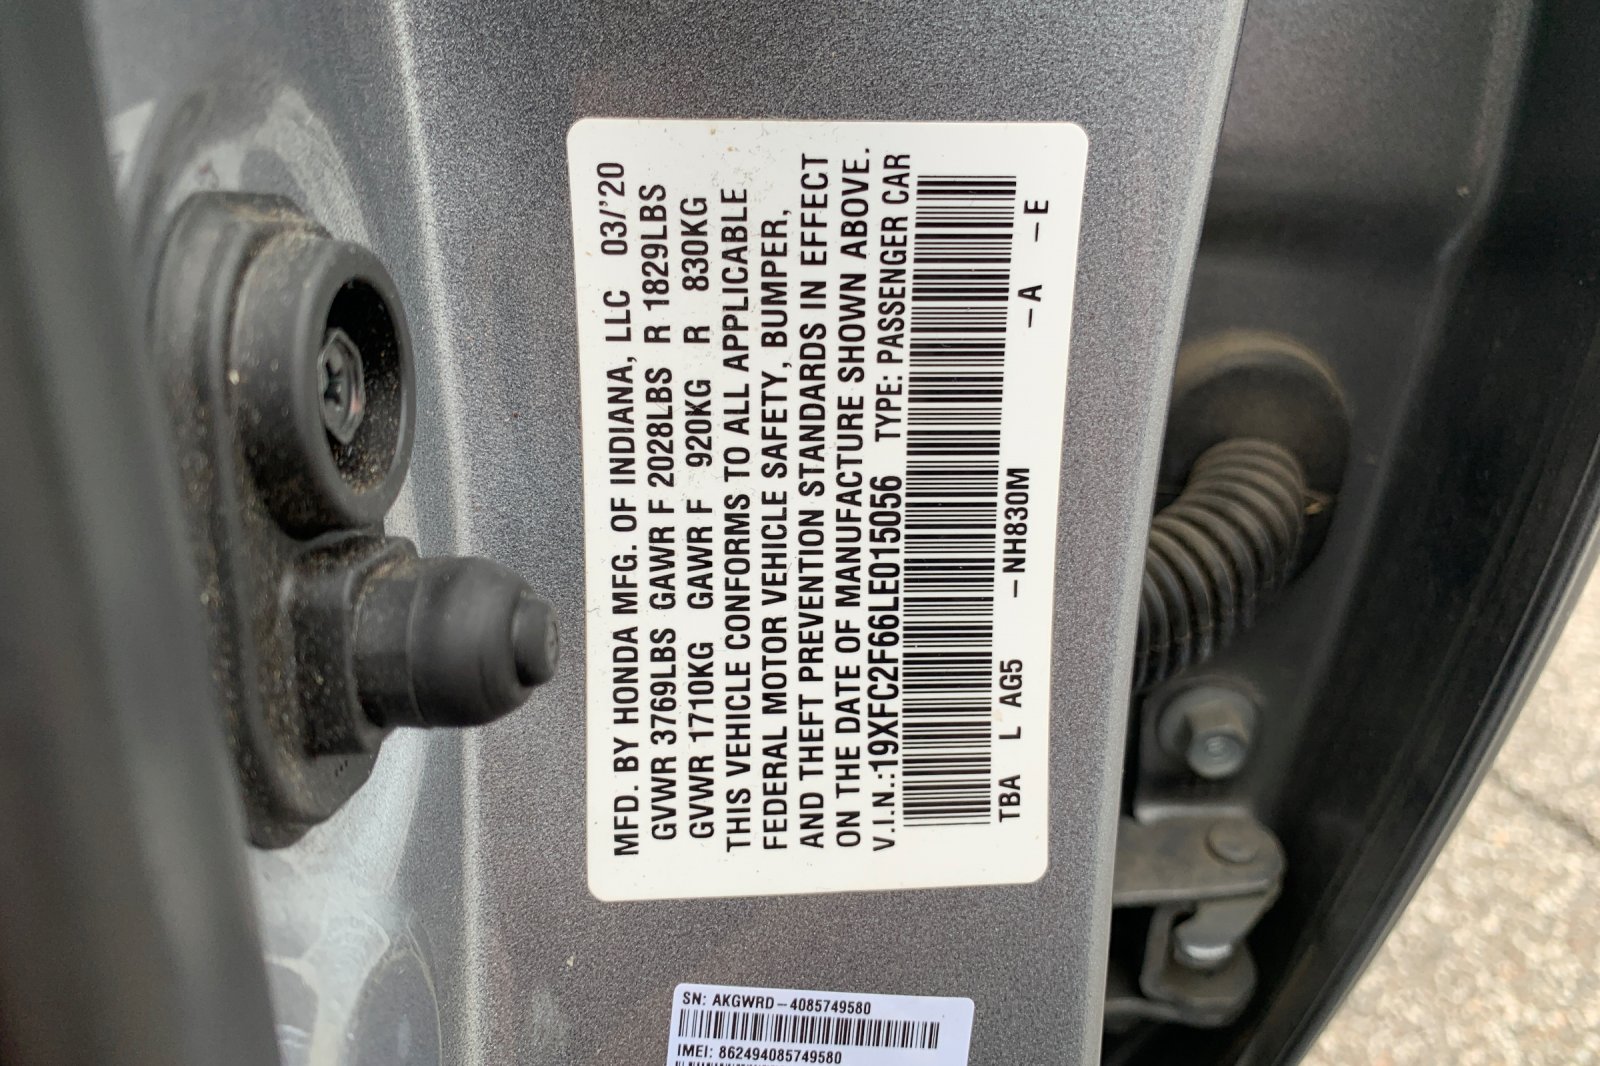 MFD. BY HONDA MFG. OF INDIANA, LLC 03/'20
GVWR 3769LBS GAWR F 2028LBS R 1829LBS
GVWR 1710KG GAWR F 920KG R 830KG
THIS VEHICLE CONFORMS TO ALL APPLICABLE
FEDERAL MOTOR VEHICLE SAFETY, BUMPER,
AND THEFT PREVENTION STANDARDS IN EFFECT
ON THE DATE OF MANUFACTURE SHOWN ABOVE.
V.I.N.:19XFC2F66LE015056 TYPE: PASSENGER CAR
TBA L AG5 -NH830M -A -E
SN: AKGWRD-4085749580
IMEI: 862494085749580